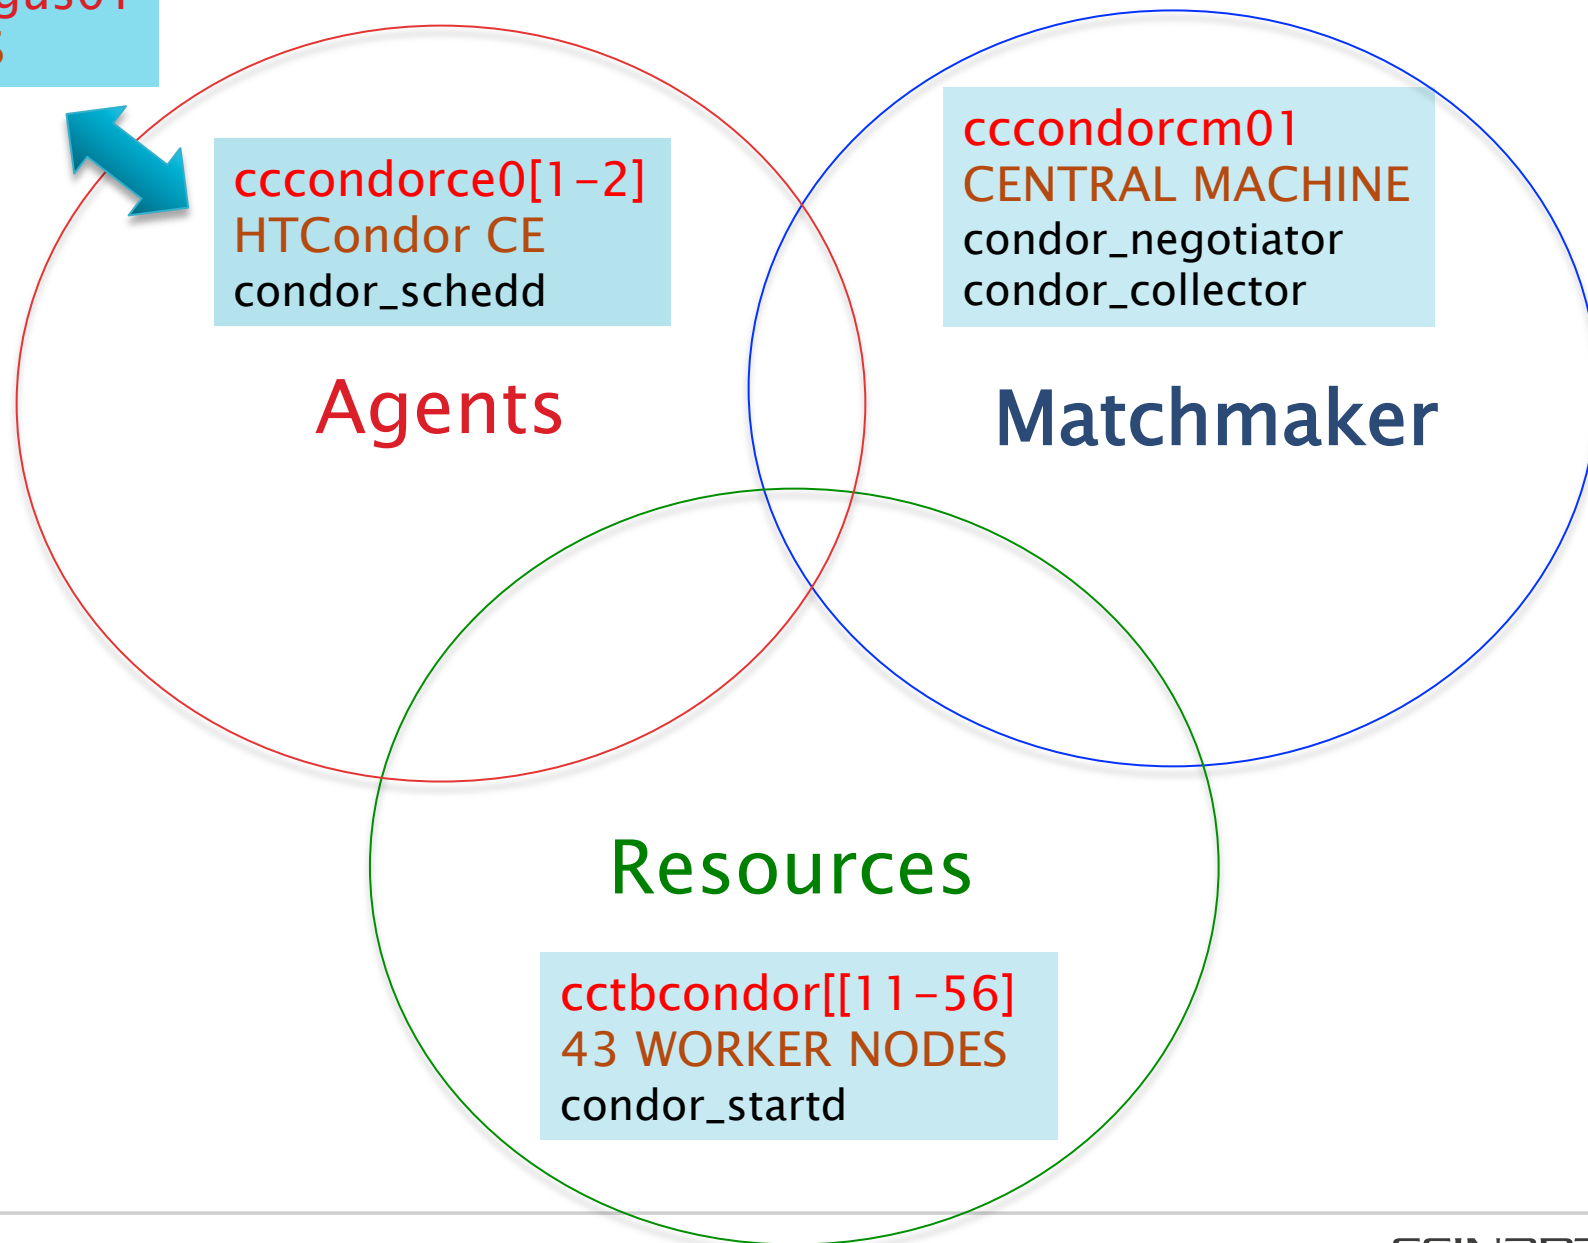 cccondorce0[1-2]
HTCondor CE
condor_schedd
Agents
cccondorcm01
CENTRAL MACHINE
condor_negotiator
condor_collector
Matchmaker
Resources
cctbcondor[[11-56]
43 WORKER NODES
condor_startd